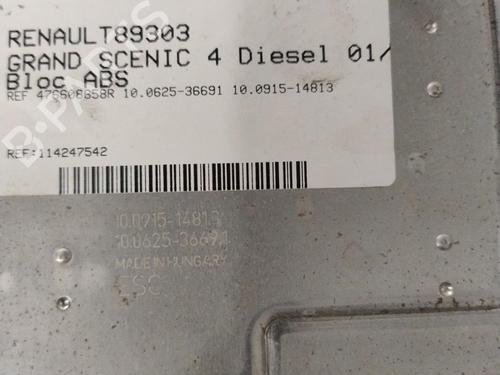 RENAULT89303
GRAND SCENIC 4 Diesel 01/
Bloc ABS
REF 476608658R 10.0625-36691 10.0915-14813
REF:114247542
10.0915-14813
10.0625-36691
MADE IN HUNGARY
ESC
B-PARTS